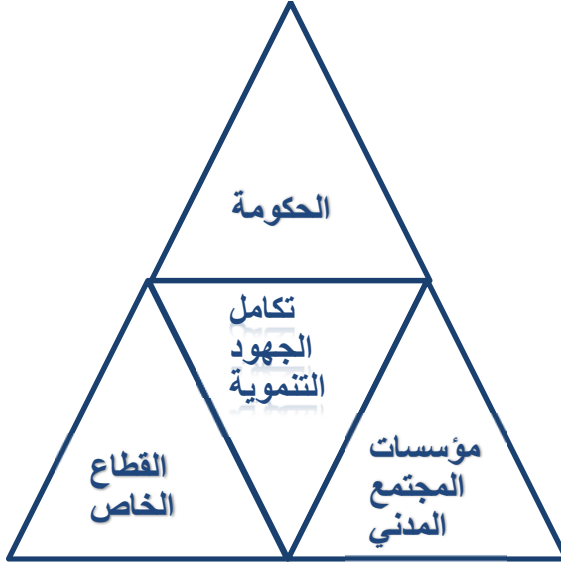 الحكومة
تكامل
الجهود
التنموية
مؤسسات
المجتمع
المدني
القطاع
الخاص